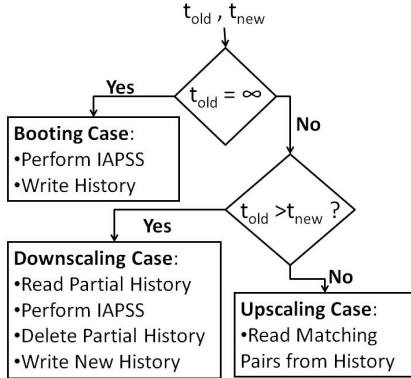 t_old , t_new
t_old = ∞
Yes
No
Booting Case:
•Perform IAPSS
•Write History
t_old >t_new ?
Yes
No
Downscaling Case:
•Read Partial History
•Perform IAPSS
•Delete Partial History
•Write New History
Upscaling Case:
•Read Matching
Pairs from History